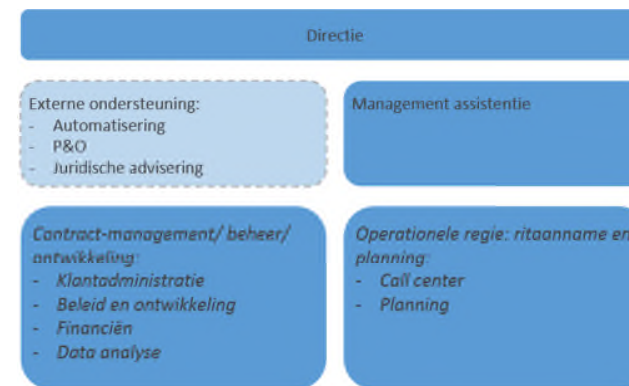 Directie
Externe ondersteuning:
- Automatisering
- P&O
- Juridische advisering
Management assistentie
Contract-management/ beheer/
ontwikkeling:
- Klantadministratie
- Beleid en ontwikkeling
- Financiën
- Data analyse
Operationele regie: ritaanname en
planning:
- Call center
- Planning